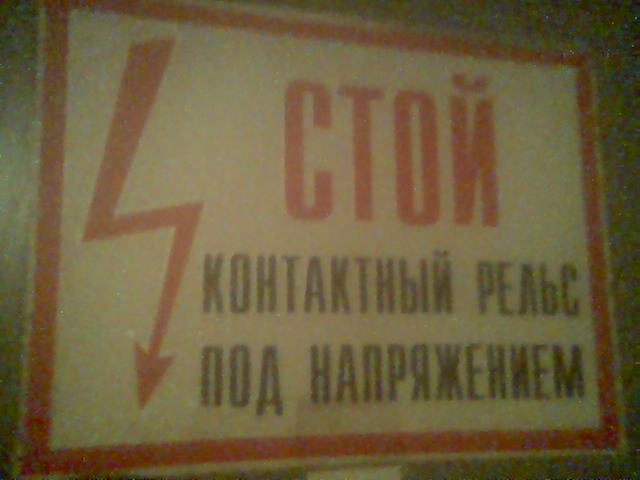 СТОЙ
КОНТАКТНЫЙ РЕЛЬС
ПОД НАПРЯЖЕНИЕМ